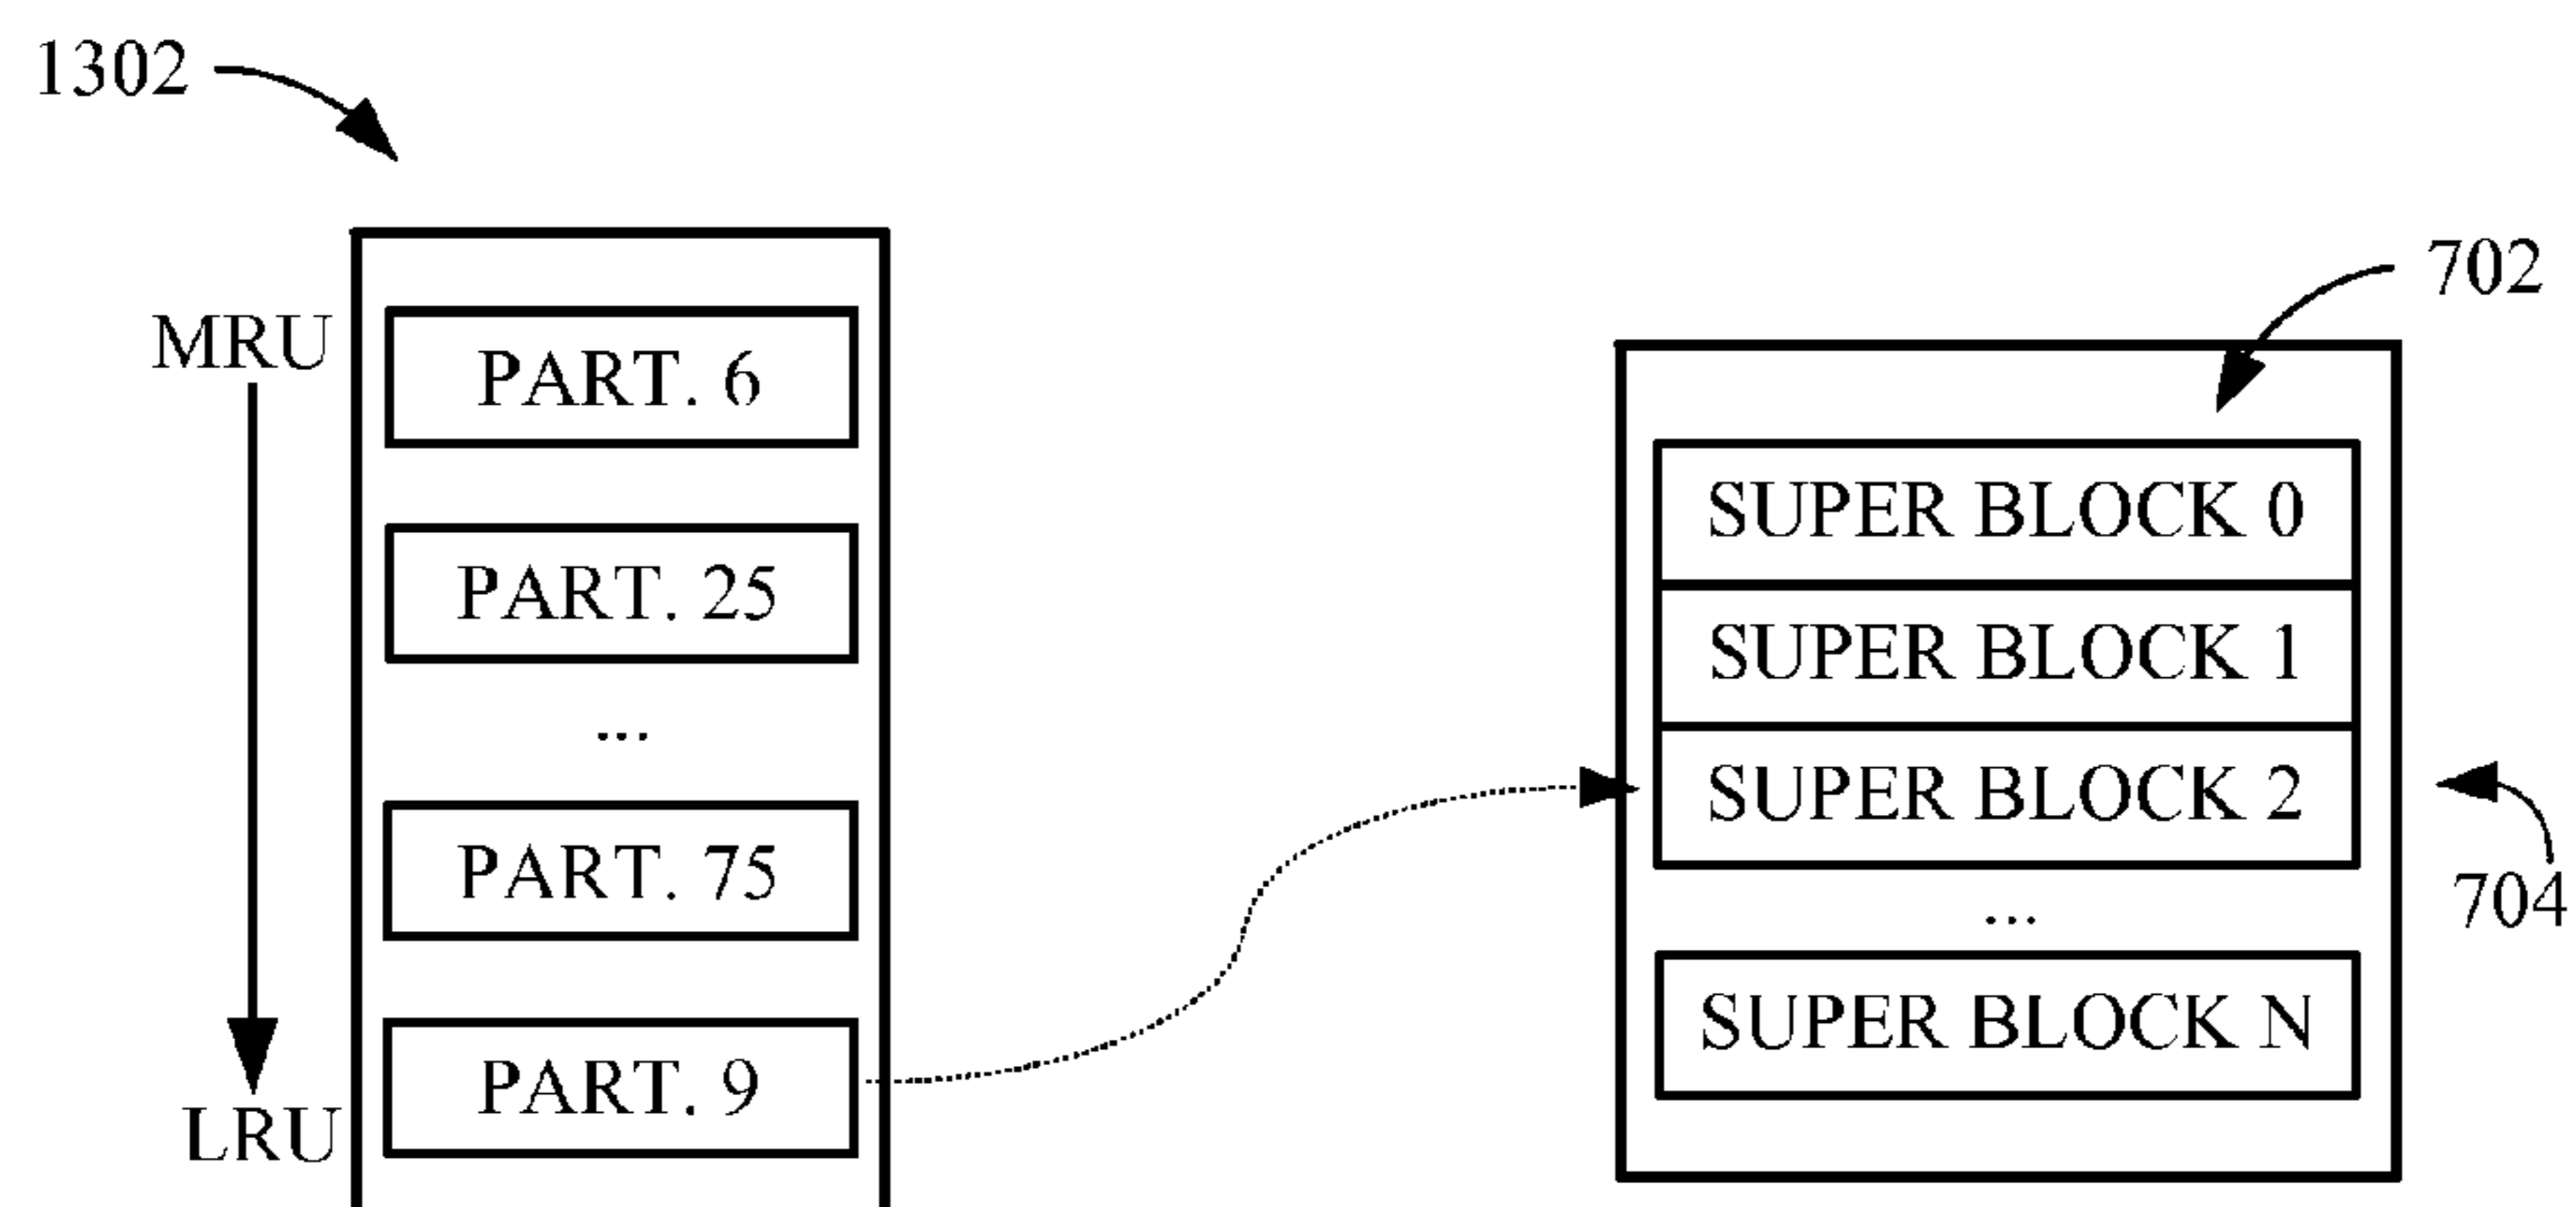 1302
MRU
PART. 6
PART. 25
...
PART. 75
PART. 9
LRU
702
SUPER BLOCK 0
SUPER BLOCK 1
SUPER BLOCK 2
704
...
SUPER BLOCK N